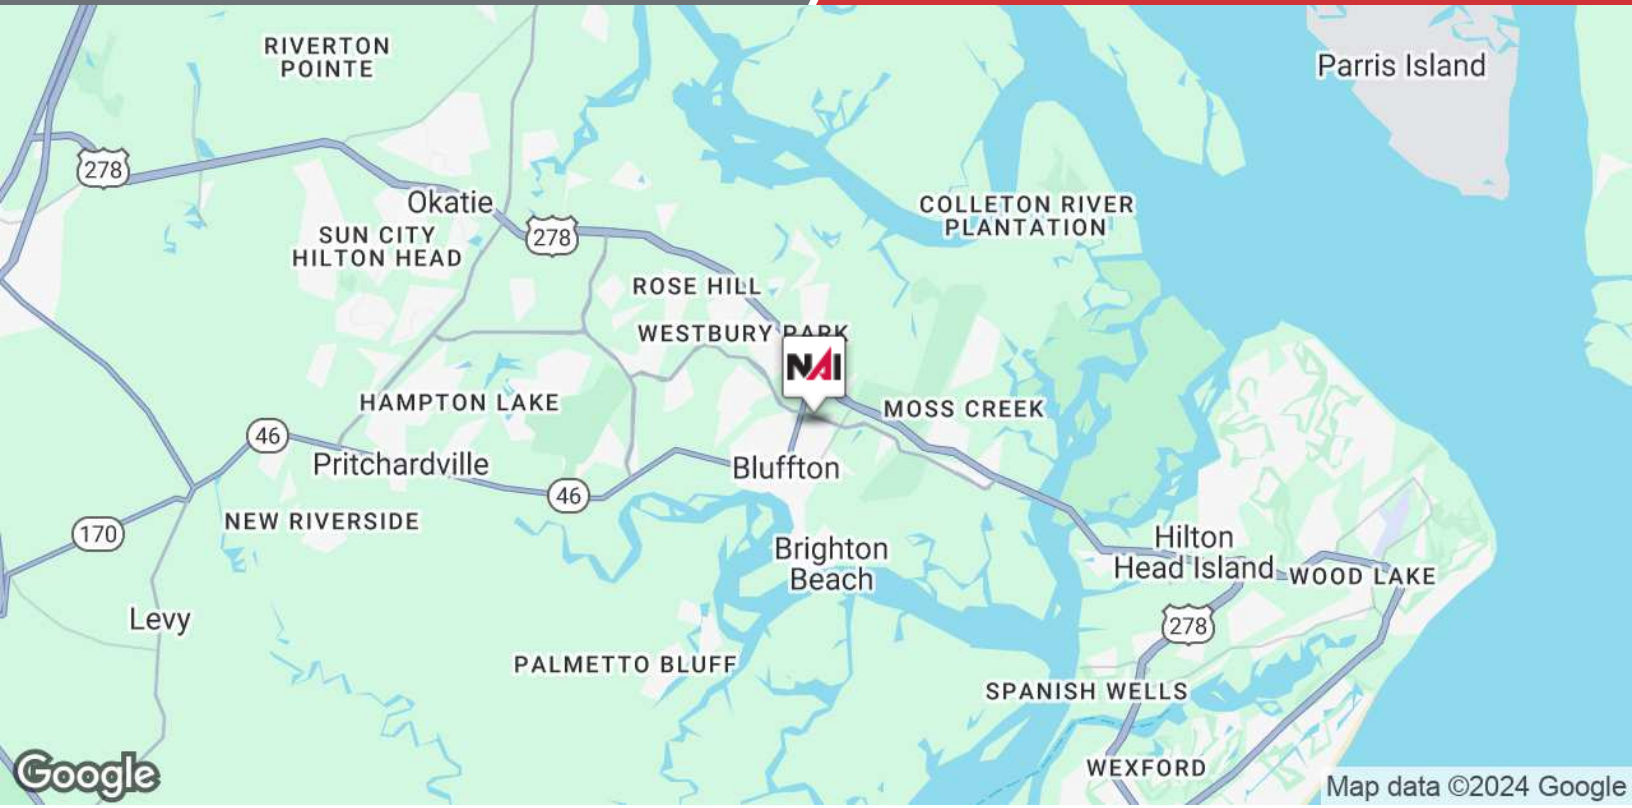 RIVERTON
POINTE
Parris Island
278
Okatie
COLLETON RIVER
PLANTATION
SUN CITY
HILTON HEAD
278
ROSE HILL
WESTBURY PARK
NAI
HAMPTON LAKE
MOSS CREEK
46
Pritchardville
Bluffton
46
NEW RIVERSIDE
170
Brighton
Beach
Hilton
Head Island
WOOD LAKE
Levy
278
PALMETTO BLUFF
SPANISH WELLS
WEXFORD
Google
Map data ©2024 Google